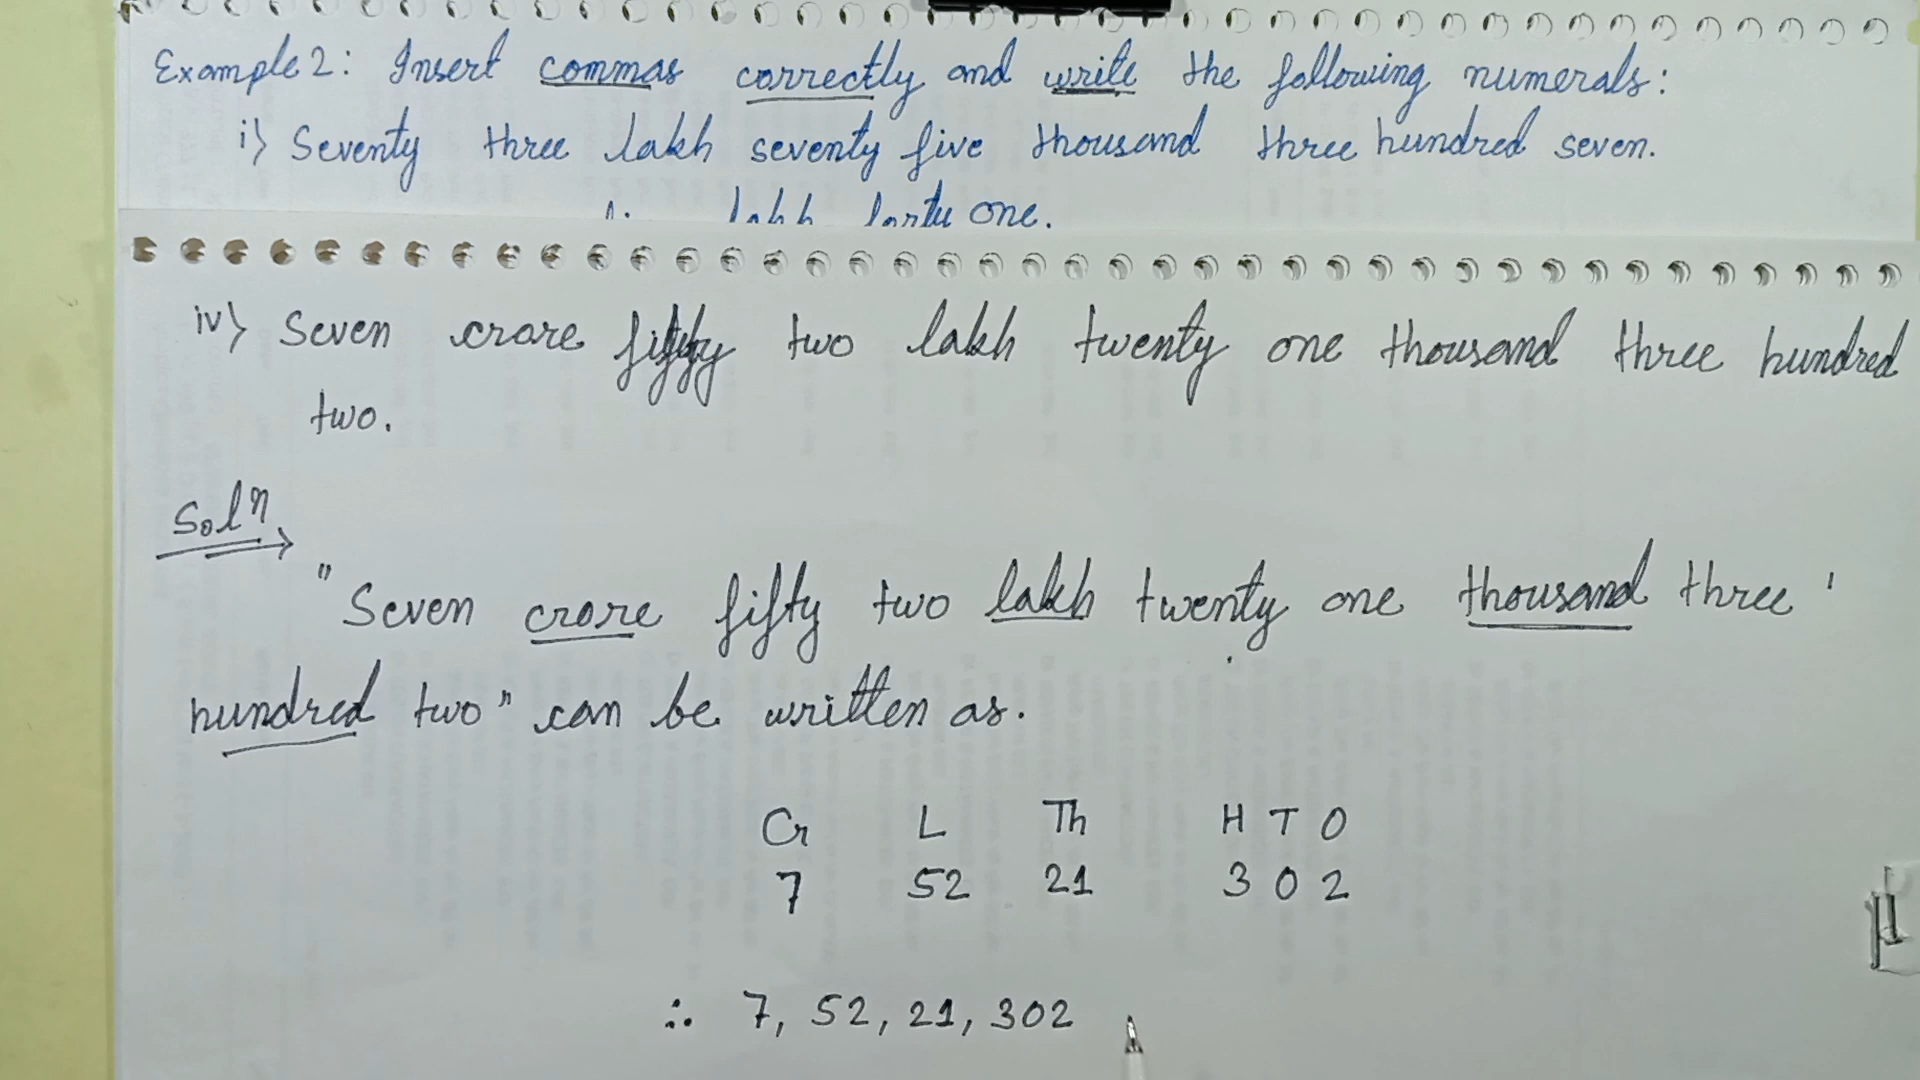 Example 2: Insert commas correctly and write the following numerals:
i) Seventy three lakh seventy five thousand three hundred seven.
lakh forty one.
iv) Seven crore fifty two lakh twenty one thousand three hundred
two.
Solⁿ
"Seven crore fifty two lakh twenty one thousand three
hundred two" can be written as.
Cr L Th H T O
7 52 21 3 0 2
∴ 7, 52, 21, 302